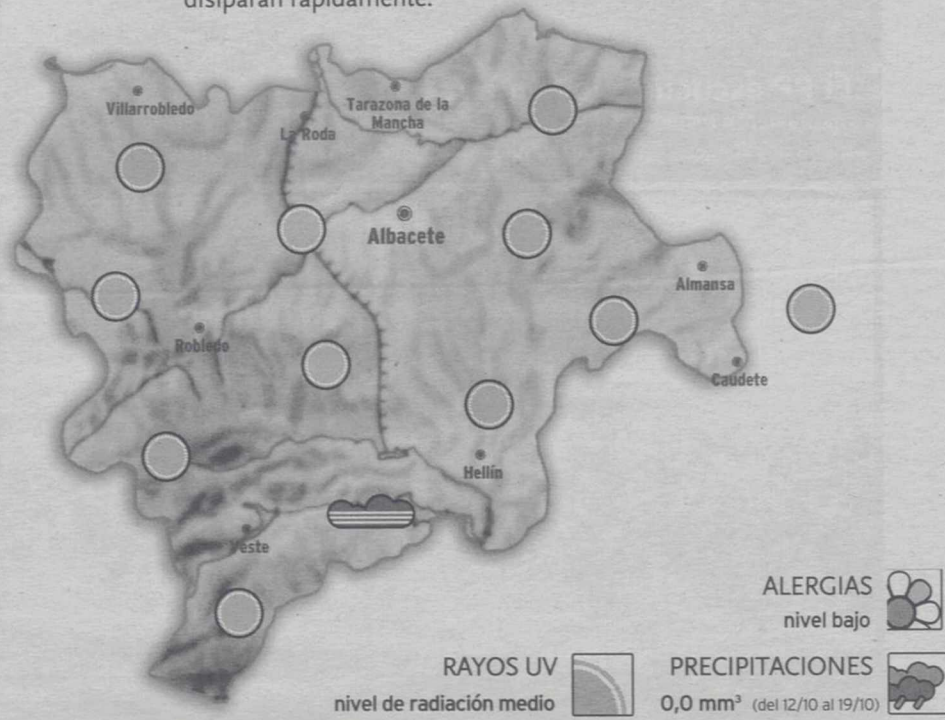 disiparán rápidamente.
Villarrobledo
Tarazona de la
Mancha
La Roda
Albacete
Almansa
Robledo
Caudete
Hellín
Yeste
ALERGIAS
nivel bajo
RAYOS UV
nivel de radiación medio
PRECIPITACIONES
0,0 mm³ (del 12/10 al 19/10)